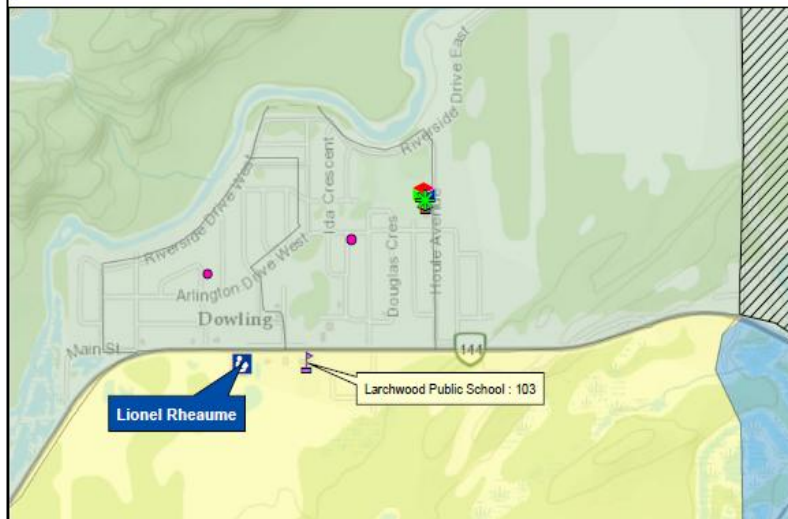 Riverside Drive East
Ida Crescent
Riverside Drive West
Houle Avenue
Douglas Cres
Arlington Drive West
Dowling
Main St
144
Larchwood Public School : 103
Lionel Rheaume